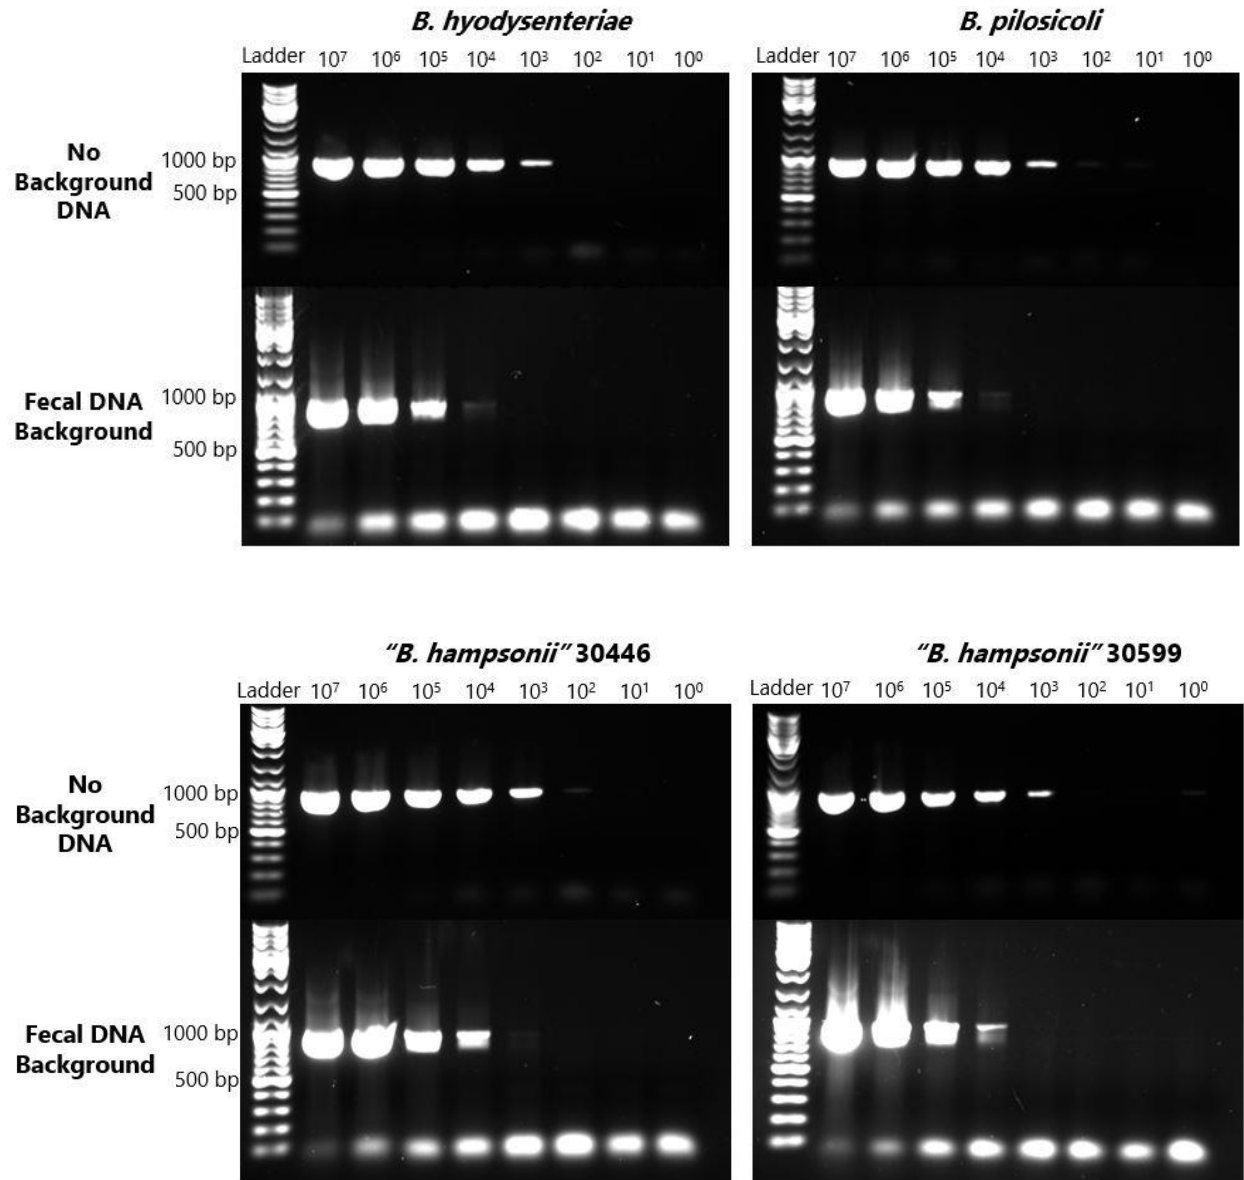 B. hyodysenteriae
B. pilosicoli
Ladder 10⁷ 10⁶ 10⁵ 10⁴ 10³ 10² 10¹ 10⁰
Ladder 10⁷ 10⁶ 10⁵ 10⁴ 10³ 10² 10¹ 10⁰
No
Background
DNA
1000 bp
500 bp
Fecal DNA
Background
1000 bp
500 bp
"B. hampsonii" 30446
"B. hampsonii" 30599
Ladder 10⁷ 10⁶ 10⁵ 10⁴ 10³ 10² 10¹ 10⁰
Ladder 10⁷ 10⁶ 10⁵ 10⁴ 10³ 10² 10¹ 10⁰
No
Background
DNA
1000 bp
500 bp
Fecal DNA
Background
1000 bp
500 bp